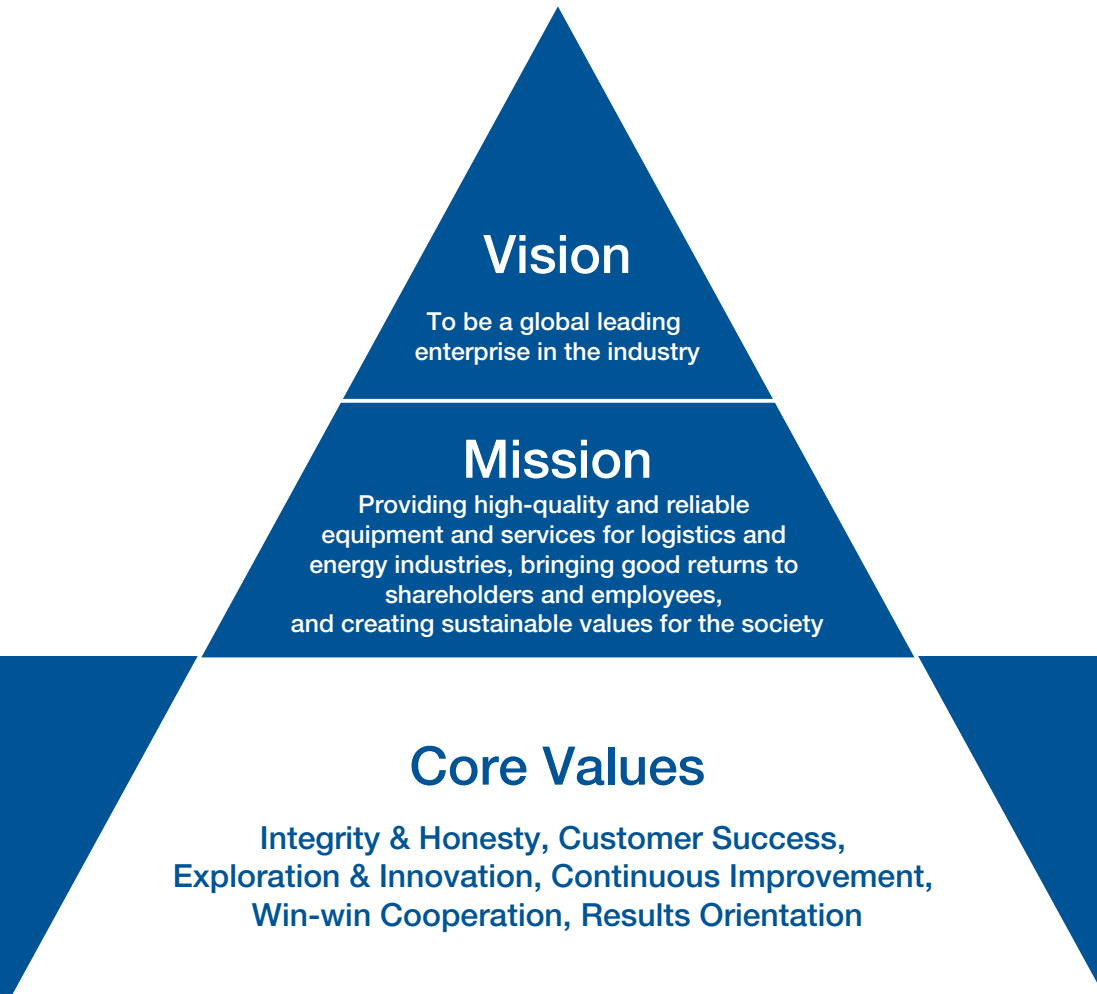 Vision
To be a global leading
enterprise in the industry
Mission
Providing high-quality and reliable
equipment and services for logistics and
energy industries, bringing good returns to
shareholders and employees,
and creating sustainable values for the society
Core Values
Integrity & Honesty, Customer Success,
Exploration & Innovation, Continuous Improvement,
Win-win Cooperation, Results Orientation